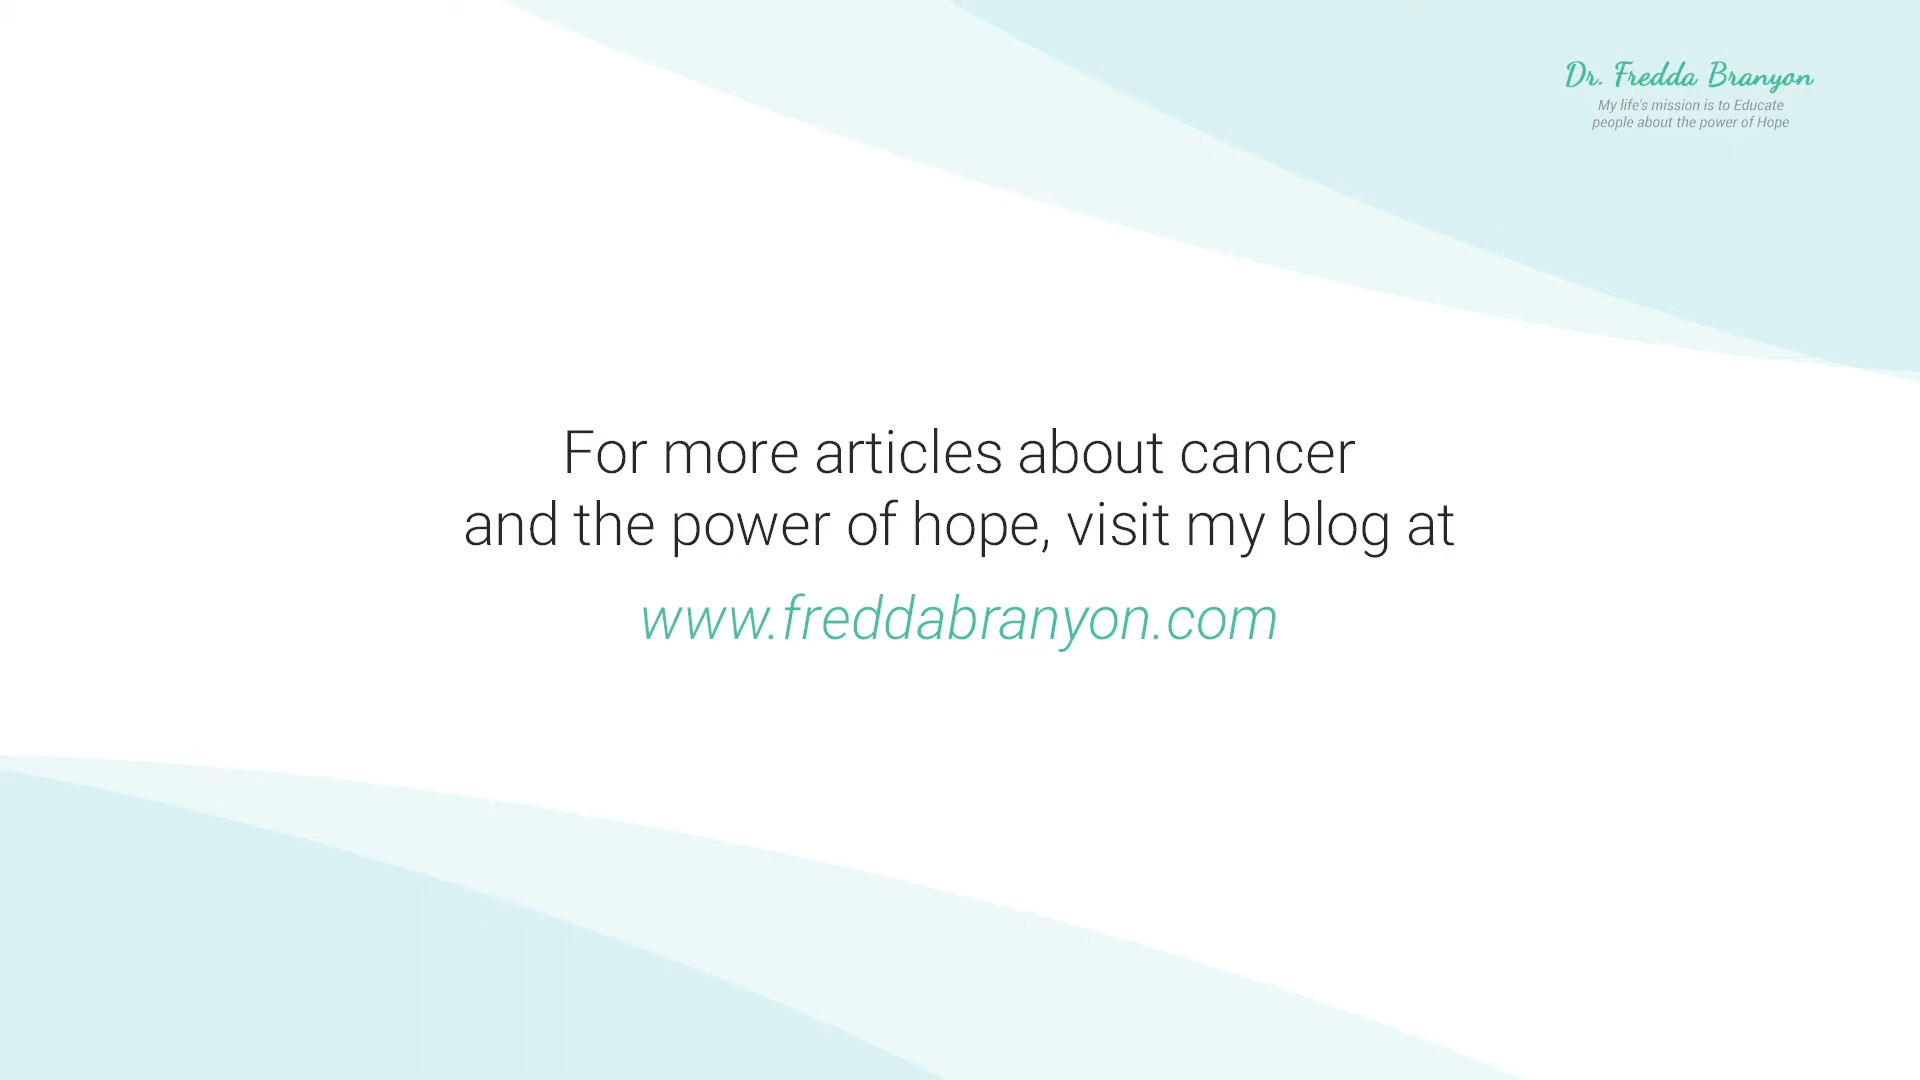 Dr. Fredda Branyon
My life's mission is to Educate
people about the power of Hope
For more articles about cancer
and the power of hope, visit my blog at
www.freddabranyon.com